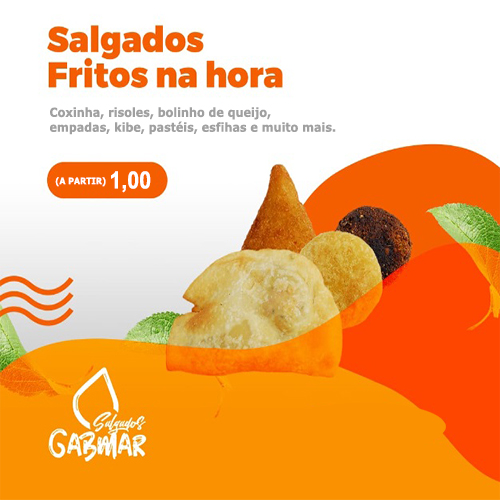 Salgados
Fritos na hora
Coxinha, risoles, bolinho de queijo,
empadas, kibe, pastéis, esfihas e muito mais.
(A PARTIR) 1,00
Salgados
GABMAR